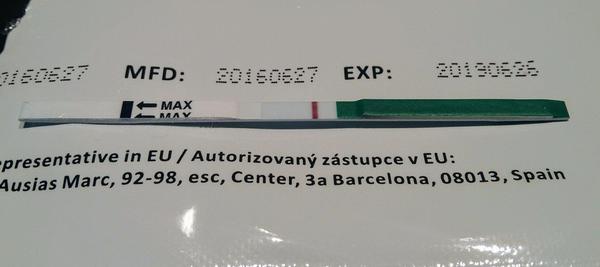 20160627 MFD: 20160627 EXP: 20190626
MAX
MAX
epresentative in EU / Autorizovaný zástupce v EU:
Ausias Marc, 92-98, esc, Center, 3a Barcelona, 08013, Spain